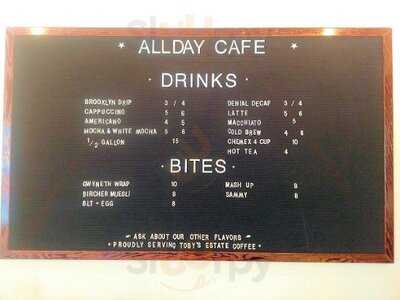 ★ ALLDAY CAFE ★
· DRINKS ·
BROOKLYN DRIP 3 / 4
CAPPUCCINO 5 6
AMERICANO 4 5
MOCHA & WHITE MOCHA 5 6
1/2 GALLON 15
DENIAL DECAF 3 / 4
LATTE 5 6
MACCHIATO 5
COLD BREW 4 6
CHEMEX 4 CUP 10
HOT TEA 4
· BITES ·
GWYNETH WRAP 10
BIRCHER MUESLI 9
BLT + EGG 8
MASH UP 9
SAMMY 8
~ ASK ABOUT OUR OTHER FLAVORS ~
· PROUDLY SERVING TOBY'S ESTATE COFFEE ·
Sluurpy